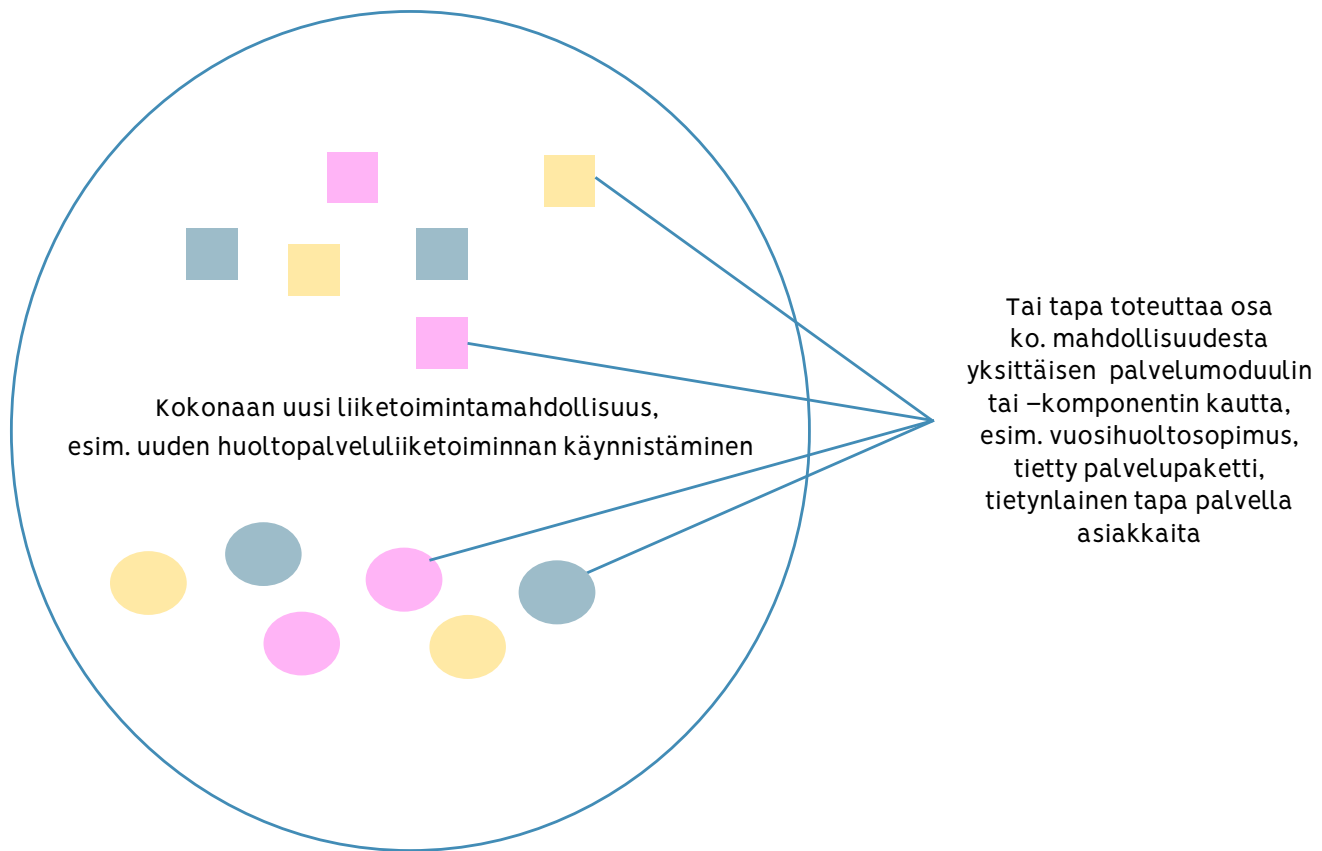 Kokonaan uusi liiketoimintamahdollisuus,
esim. uuden huoltopalveluliiketoiminnan käynnistäminen
Tai tapa toteuttaa osa
ko. mahdollisuudesta
yksittäisen palvelumoduulin
tai –komponentin kautta,
esim. vuosihuoltosopimus,
tietty palvelupaketti,
tietynlainen tapa palvella
asiakkaita